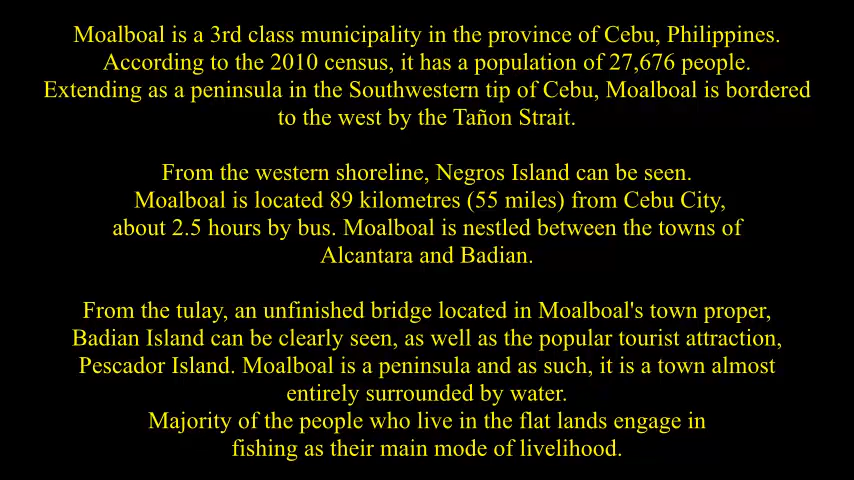 Moalboal is a 3rd class municipality in the province of Cebu, Philippines.
According to the 2010 census, it has a population of 27,676 people.
Extending as a peninsula in the Southwestern tip of Cebu, Moalboal is bordered
to the west by the Tañon Strait.
From the western shoreline, Negros Island can be seen.
Moalboal is located 89 kilometres (55 miles) from Cebu City,
about 2.5 hours by bus. Moalboal is nestled between the towns of
Alcantara and Badian.
From the tulay, an unfinished bridge located in Moalboal's town proper,
Badian Island can be clearly seen, as well as the popular tourist attraction,
Pescador Island. Moalboal is a peninsula and as such, it is a town almost
entirely surrounded by water.
Majority of the people who live in the flat lands engage in
fishing as their main mode of livelihood.